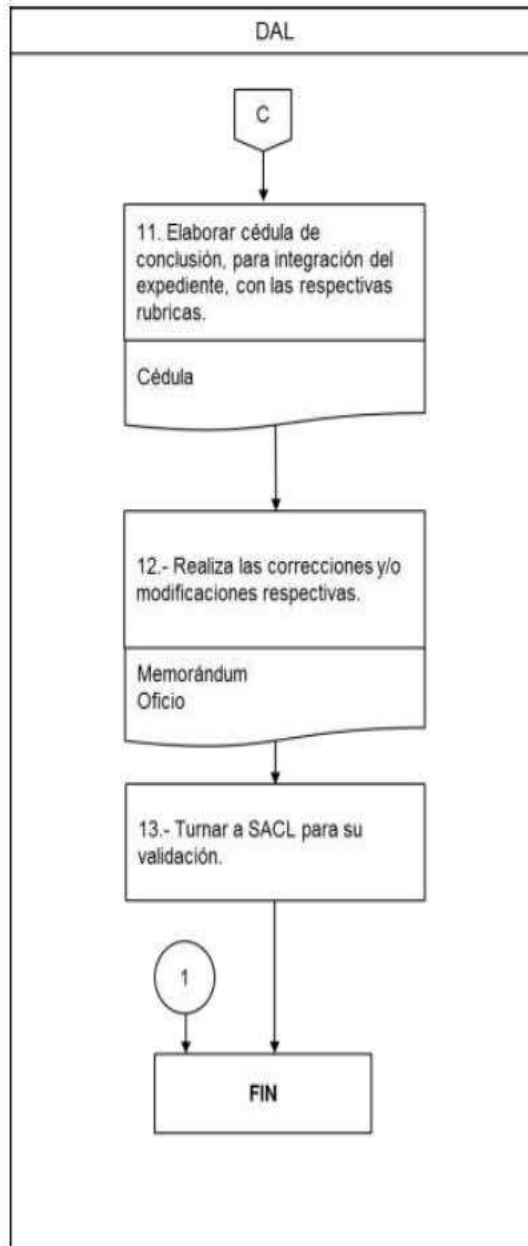 DAL
C
11. Elaborar cédula de
conclusión, para integración del
expediente, con las respectivas
rubricas.
Cédula
12.- Realiza las correcciones y/o
modificaciones respectivas.
Memorándum
Oficio
13.- Turnar a SACL para su
validación.
1
FIN